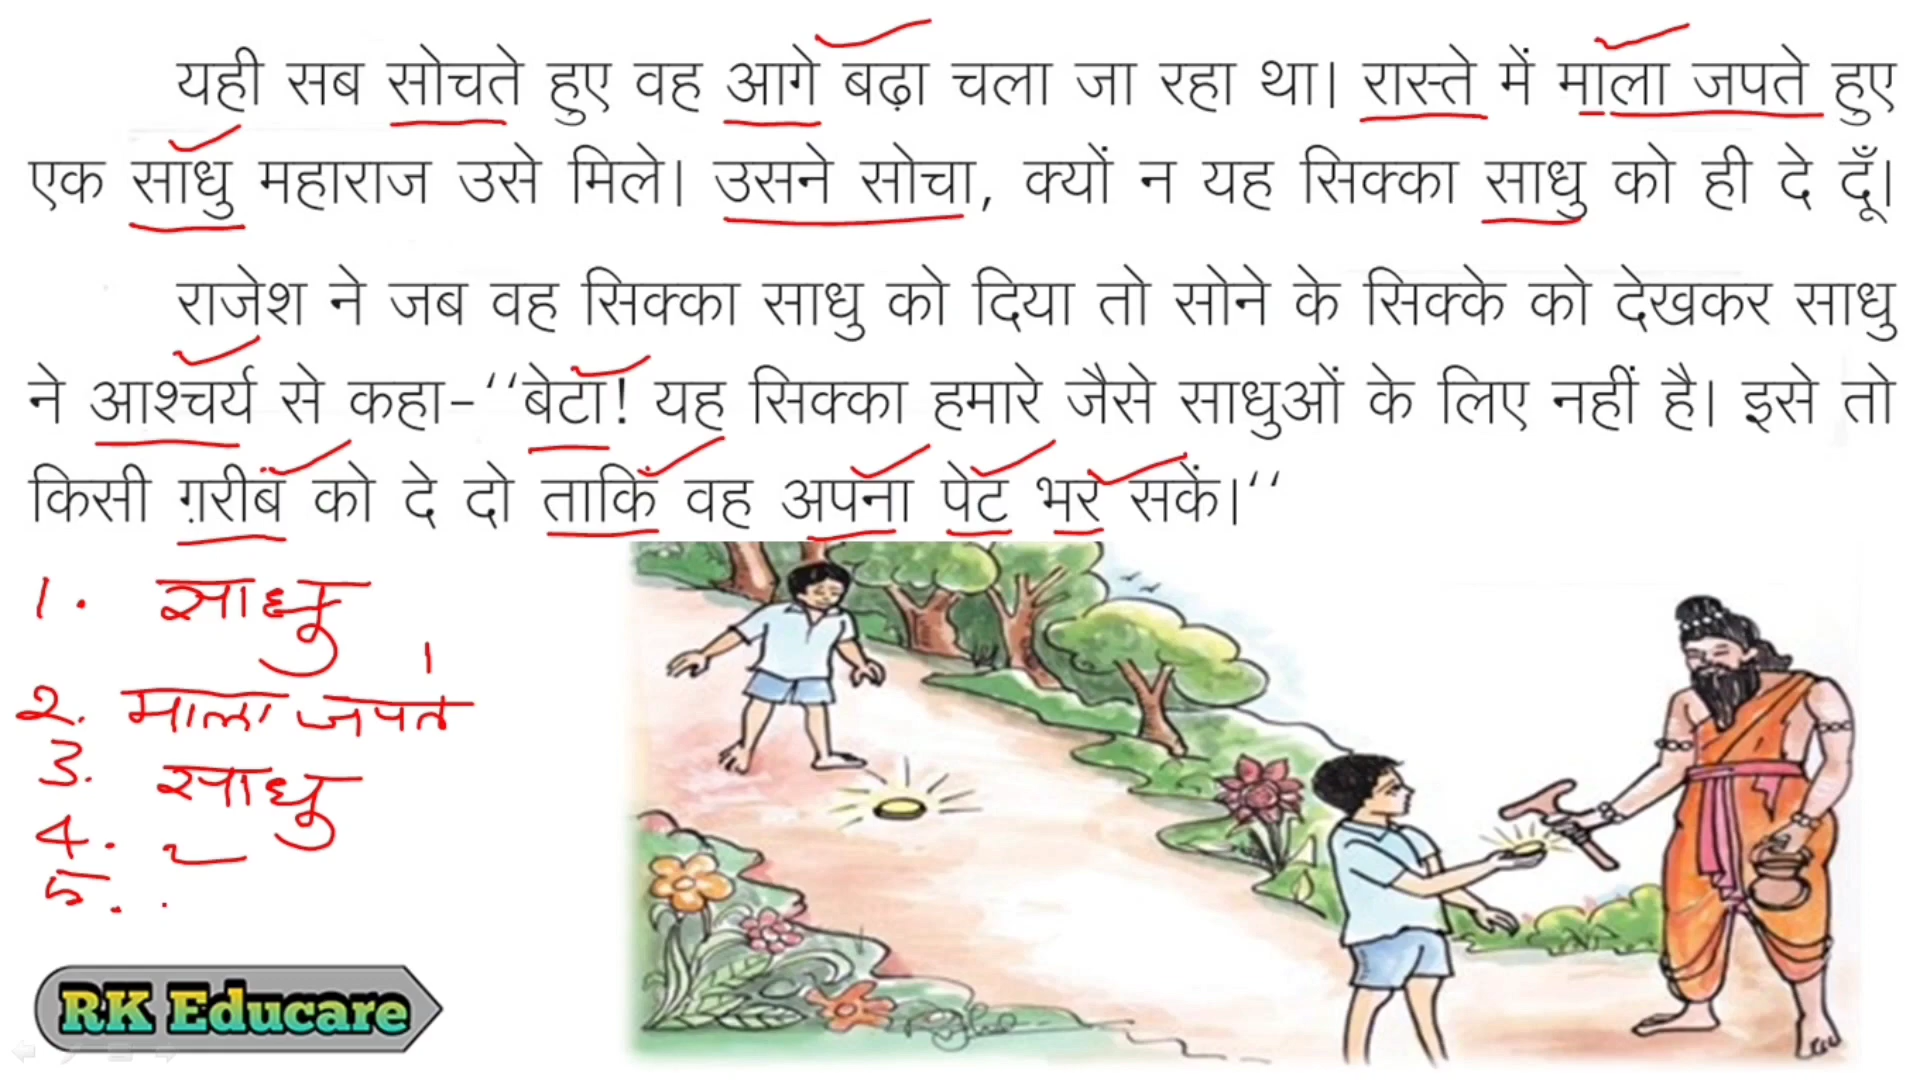 यही सब सोचते हुए वह आगे बढ़ा चला जा रहा था। रास्ते में माला जपते हुए
एक साधु महाराज उसे मिले। उसने सोचा, क्यों न यह सिक्का साधु को ही दे दूँ।
राजेश ने जब वह सिक्का साधु को दिया तो सोने के सिक्के को देखकर साधु
ने आश्चर्य से कहा-‘‘बेटा! यह सिक्का हमारे जैसे साधुओं के लिए नहीं है। इसे तो
किसी ग़रीब को दे दो ताकि वह अपना पेट भर सकें।‘‘
1. साधु
2. माला जपते
3. साधु
4.
5.
RK Educare